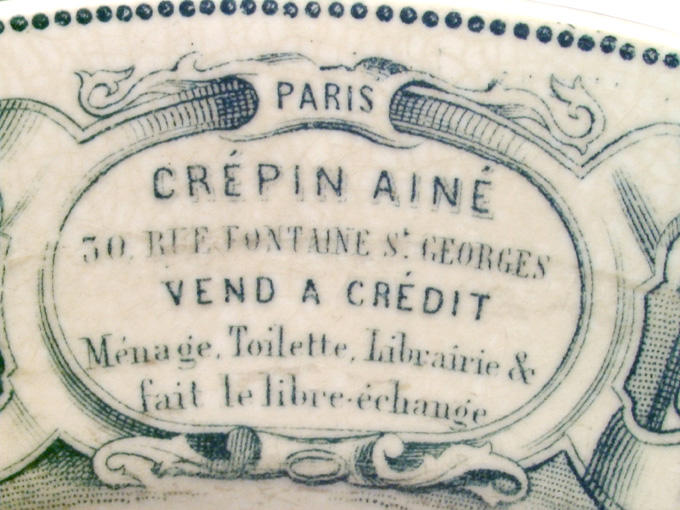 PARIS
CRÉPIN AINÉ
30, RUE FONTAINE St GEORGES
VEND A CRÉDIT
Ménage, Toilette, Librairie &
fait le libre-échange